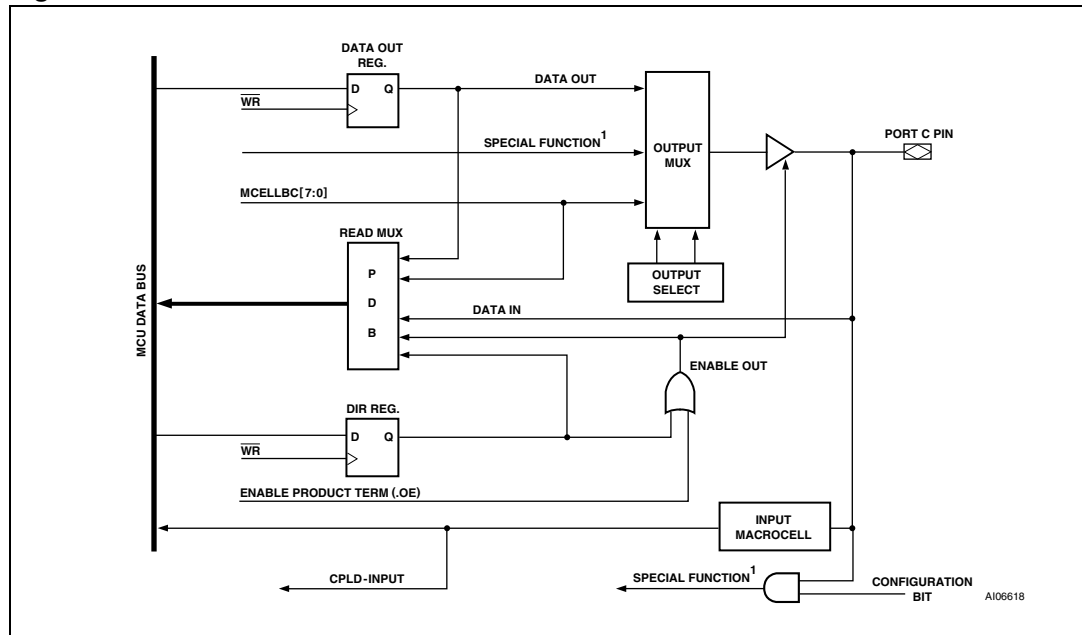 DATA OUT
REG.
D Q
WR
DATA OUT
SPECIAL FUNCTION1
MCELLBC[7:0]
OUTPUT
MUX
PORT C PIN
READ MUX
P
D
B
OUTPUT
SELECT
MCU DATA BUS
DATA IN
ENABLE OUT
DIR REG.
D Q
WR
ENABLE PRODUCT TERM (.OE)
INPUT
MACROCELL
CPLD-INPUT
SPECIAL FUNCTION1
CONFIGURATION
BIT
AI06618